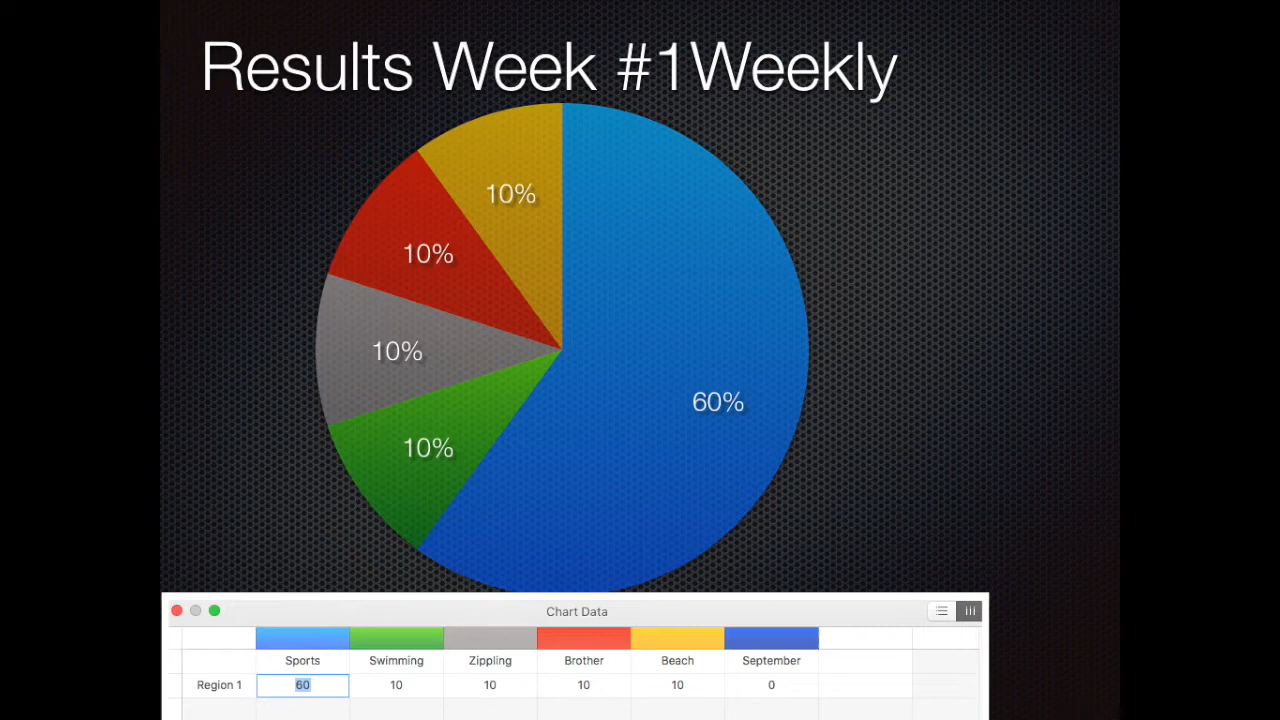 Results Week #1Weekly
10%
10%
10%
60%
10%
Chart Data
Sports Swimming Zippling Brother Beach September
Region 1 60 10 10 10 10 0